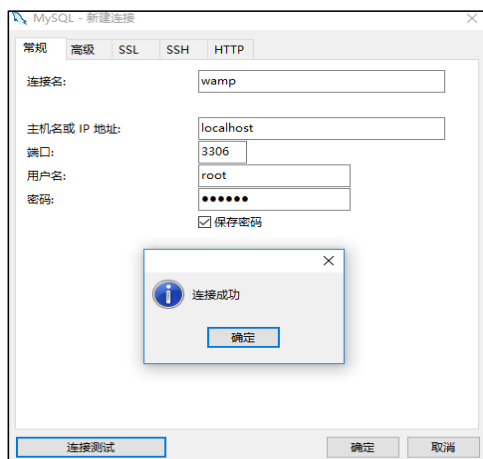 MySQL - 新建连接
常规 高级 SSL SSH HTTP
连接名: wamp
主机名或 IP 地址: localhost
端口: 3306
用户名: root
密码: ●●●●●●
保存密码
连接成功
确定
连接测试 确定 取消